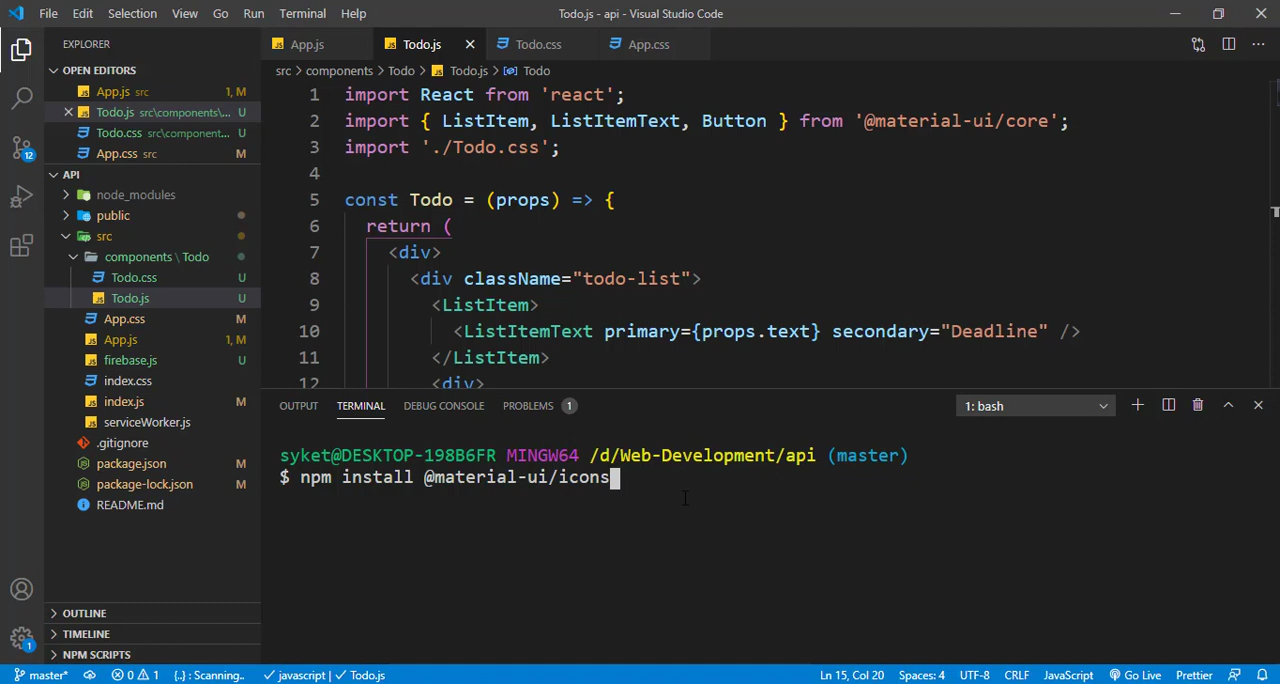 File Edit Selection View Go Run Terminal Help
Todo.js - api - Visual Studio Code
EXPLORER
OPEN EDITORS
App.js src 1, M
Todo.js src\components\... U
Todo.css src\component... U
App.css src M
API
node_modules
public
src
components \ Todo
Todo.css U
Todo.js U
App.css M
App.js 1, M
firebase.js U
index.css
index.js M
serviceWorker.js
.gitignore
package.json M
package-lock.json M
README.md
OUTLINE
TIMELINE
NPM SCRIPTS
12
1
App.js
Todo.js
Todo.css
App.css
src > components > Todo > Todo.js > Todo
1 import React from 'react';
2 import { ListItem, ListItemText, Button } from '@material-ui/core';
3 import './Todo.css';
4
5 const Todo = (props) => {
6 return (
7 <div>
8 <div className="todo-list">
9 <ListItem>
10 <ListItemText primary={props.text} secondary="Deadline" />
11 </ListItem>
12 <div>
OUTPUT TERMINAL DEBUG CONSOLE PROBLEMS 1
1: bash
syket@DESKTOP-198B6FR MINGW64 /d/Web-Development/api (master)
$ npm install @material-ui/icons
master* 0 1 {..} : Scanning.. javascript | Todo.js Ln 15, Col 20 Spaces: 4 UTF-8 CRLF JavaScript Go Live Prettier